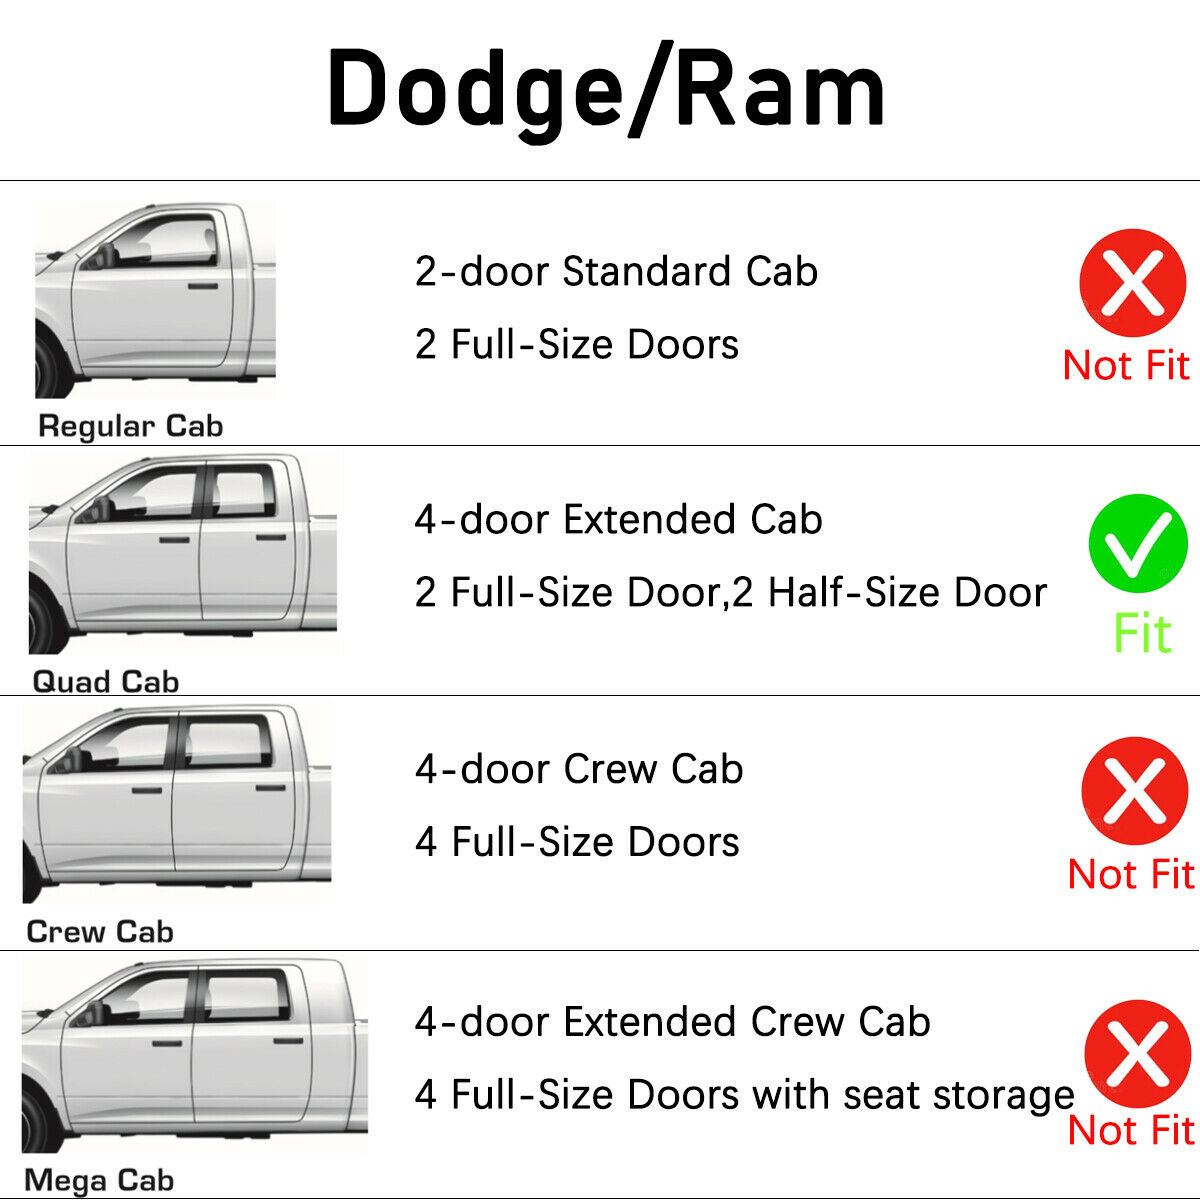 Dodge/Ram
2-door Standard Cab
2 Full-Size Doors
Not Fit
Regular Cab
4-door Extended Cab
2 Full-Size Door,2 Half-Size Door
Fit
Quad Cab
4-door Crew Cab
4 Full-Size Doors
Not Fit
Crew Cab
4-door Extended Crew Cab
4 Full-Size Doors with seat storage
Not Fit
Mega Cab